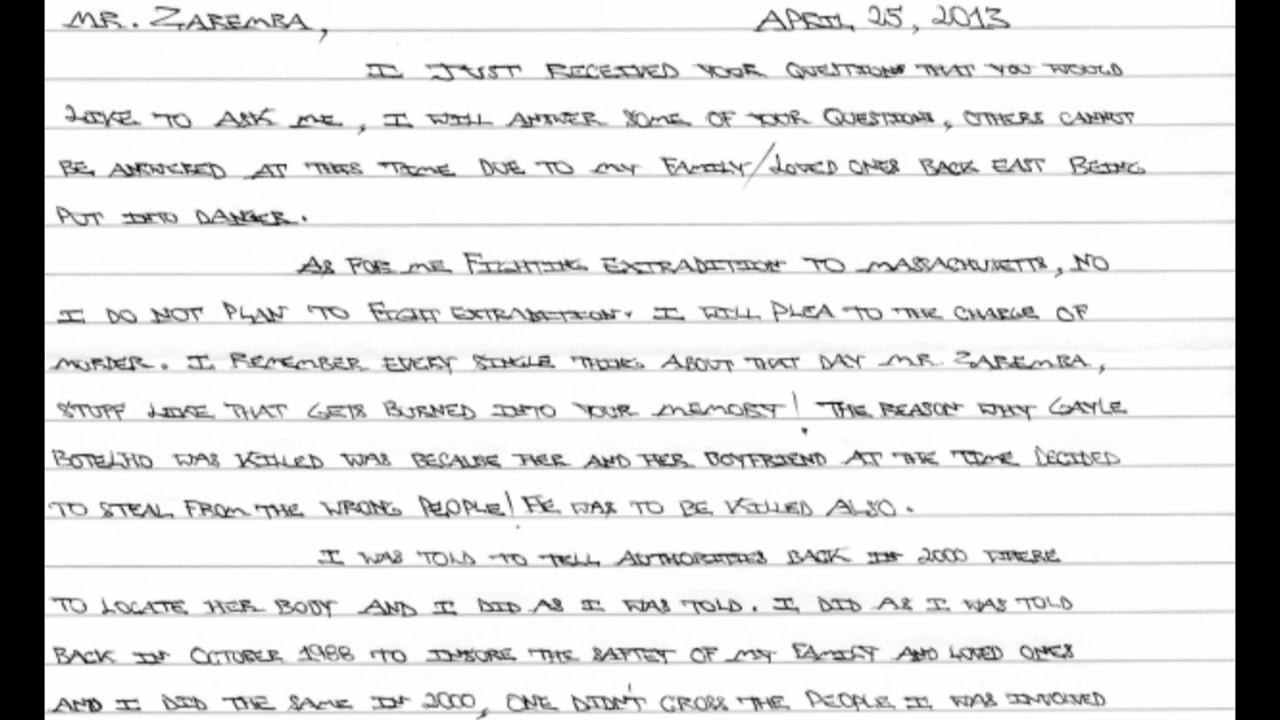 MR. ZAREMBA, APRIL 25, 2013
I JUST RECEIVED YOUR QUESTIONS THAT YOU WOULD
LIKE TO ASK ME, I WILL ANSWER SOME OF YOUR QUESTIONS, OTHERS CANNOT
BE ANSWERED AT THIS TIME DUE TO MY FAMILY/LOVED ONES BACK EAST BEING
PUT INTO DANGER.
AS FOR ME FIGHTING EXTRADITION TO MASSACHUSETTS, NO
I DO NOT PLAN TO FIGHT EXTRADITION. I WILL PLEA TO THE CHARGE OF
MURDER. I REMEMBER EVERY SINGLE THING ABOUT THAT DAY MR. ZAREMBA,
STUFF LIKE THAT GETS BURNED INTO YOUR MEMORY! THE REASON WHY GAYLE
BOTELHO WAS KILLED WAS BECAUSE HER AND HER BOYFRIEND AT THE TIME DECIDED
TO STEAL FROM THE WRONG PEOPLE! HE WAS TO BE KILLED ALSO.
I WAS TOLD TO TELL AUTHORITIES BACK IN 2000 WHERE
TO LOCATE HER BODY AND I DID AS I WAS TOLD. I DID AS I WAS TOLD
BACK IN OCTOBER 1988 TO INSURE THE SAFTEY OF MY FAMILY AND LOVED ONES
AND I DID THE SAME IN 2000, ONE DIDN'T CROSS THE PEOPLE I WAS INVOLVED